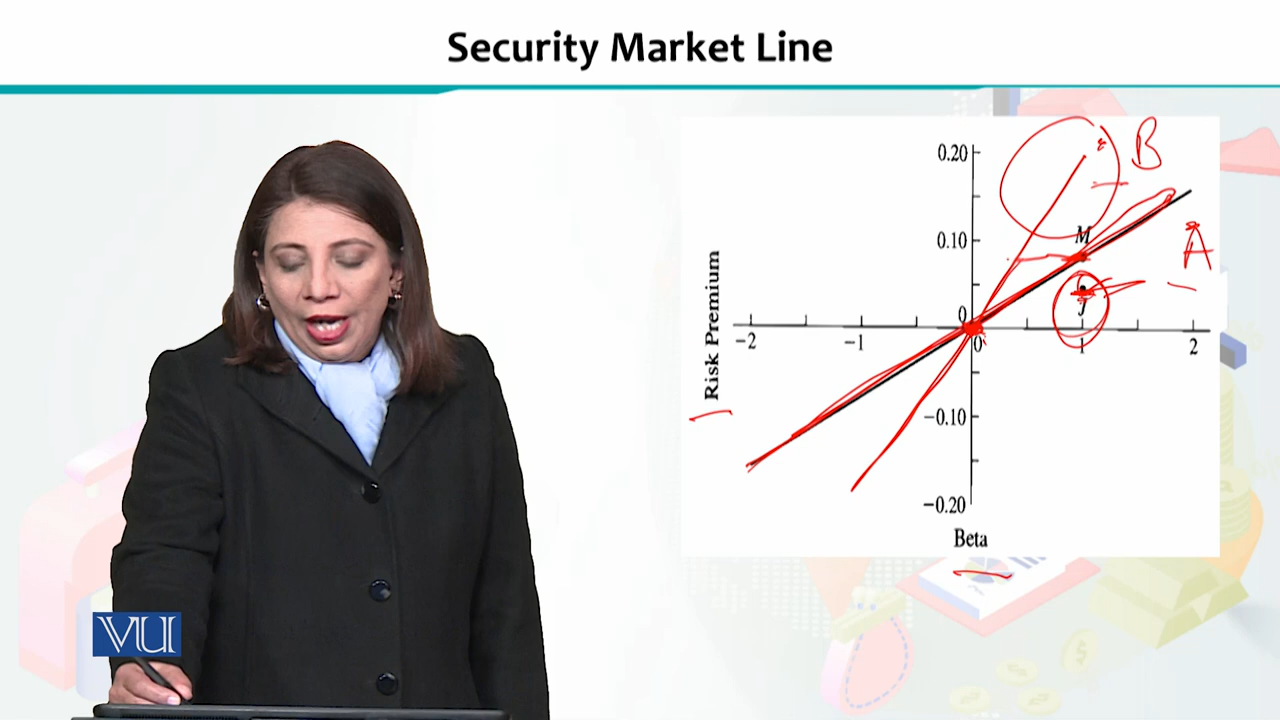 Security Market Line
B
0.20
0.10
M
A
Risk Premium
0
J
-2
-1
0
1
2
-0.10
-0.20
Beta
VU